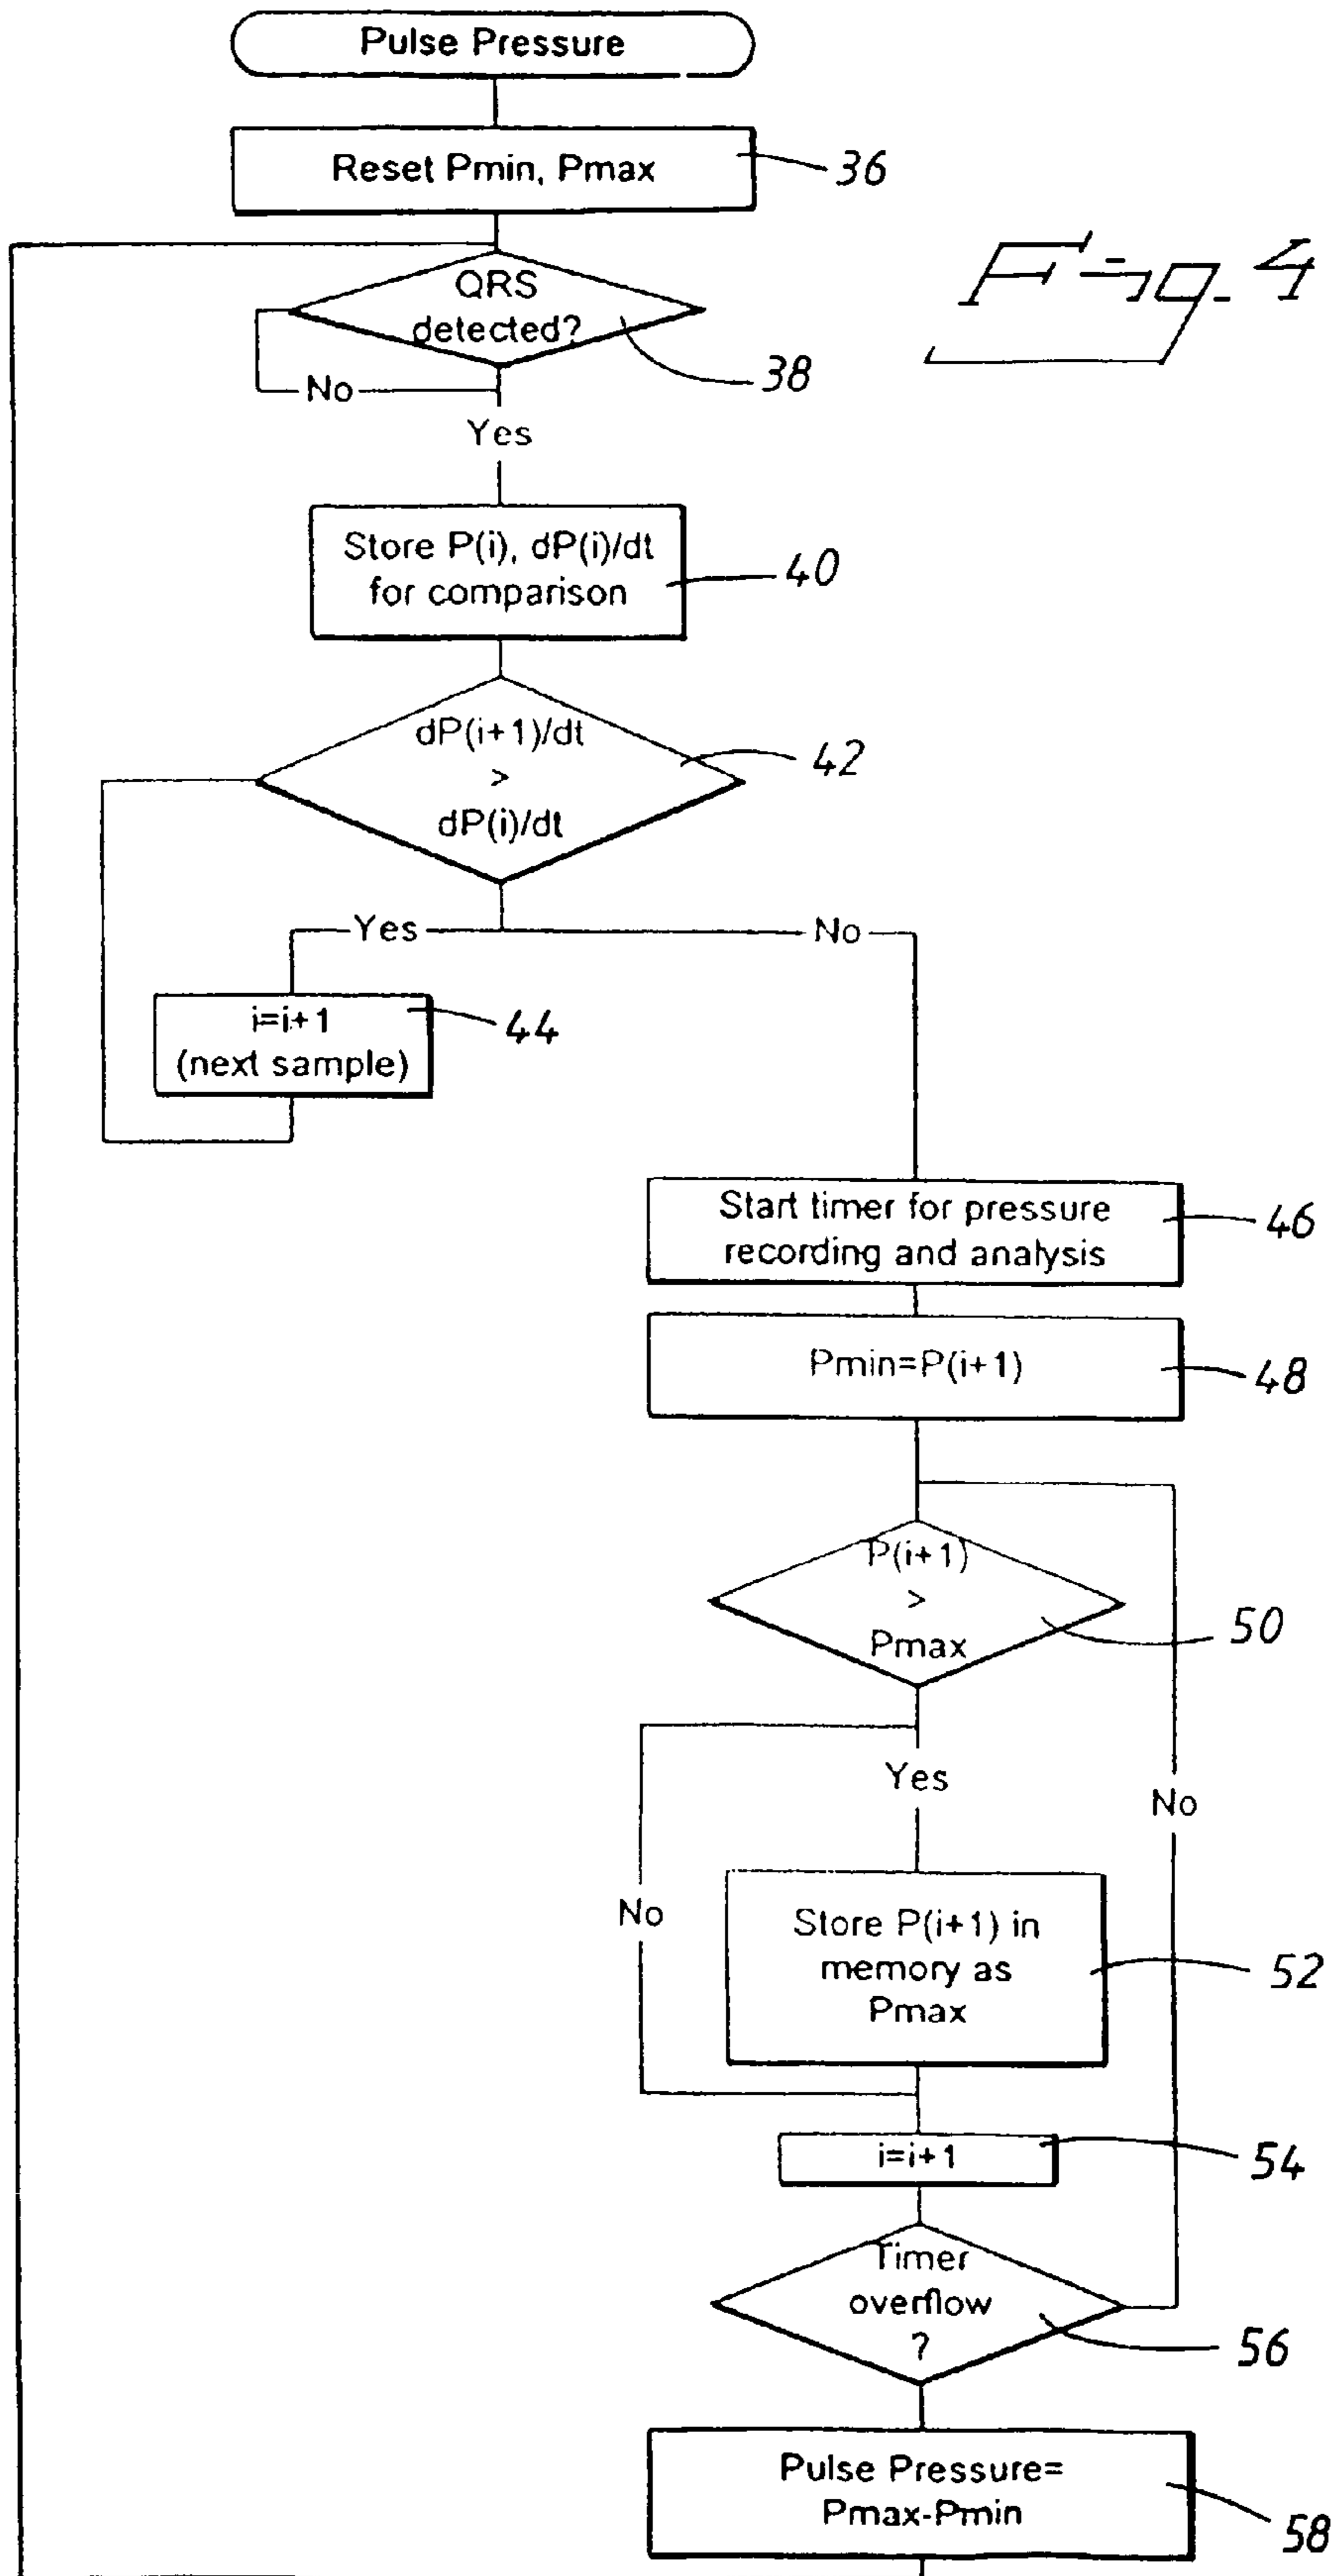 Pulse Pressure
Reset Pmin, Pmax
36
Fig. 4
QRS
detected?
38
No
Yes
Store P(i), dP(i)/dt
for comparison
40
dP(i+1)/dt
>
dP(i)/dt
42
Yes
No
i=i+1
(next sample)
44
Start timer for pressure
recording and analysis
46
Pmin=P(i+1)
48
P(i+1)
>
Pmax
50
Yes
No
No
Store P(i+1) in
memory as
Pmax
52
i=i+1
54
Timer
overflow
?
56
Pulse Pressure=
Pmax-Pmin
58